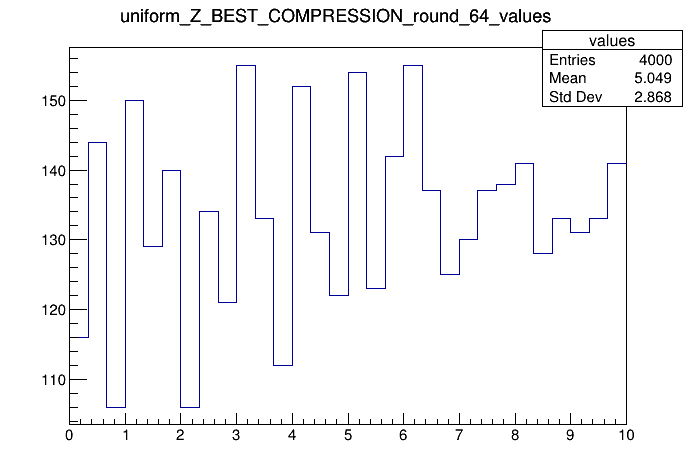 uniform_Z_BEST_COMPRESSION_round_64_values
values
Entries 4000
Mean 5.049
Std Dev 2.868
150
140
130
120
110
0 1 2 3 4 5 6 7 8 9 10